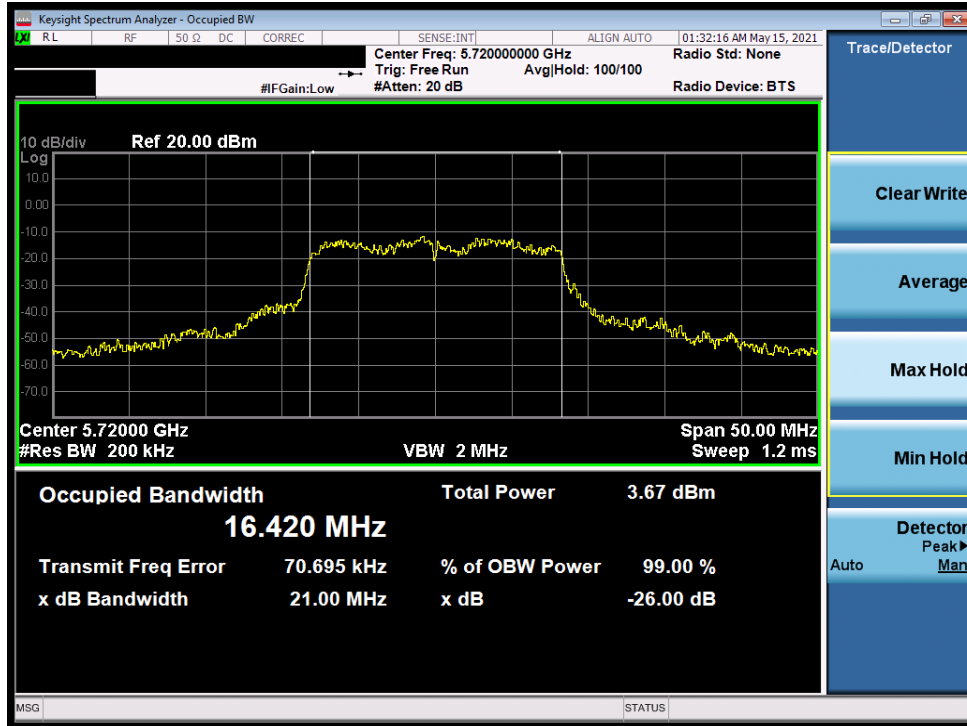 Keysight Spectrum Analyzer - Occupied BW
LXI RL RF 50 Ω DC CORREC SENSE:INT ALIGN AUTO 01:32:16 AM May 15, 2021
Center Freq: 5.720000000 GHz Radio Std: None
Trig: Free Run Avg|Hold: 100/100
#IFGain:Low #Atten: 20 dB Radio Device: BTS
Trace/Detector
10 dB/div Ref 20.00 dBm
Log
10.0
0.00
-10.0
-20.0
-30.0
-40.0
-50.0
-60.0
-70.0
Center 5.72000 GHz Span 50.00 MHz
#Res BW 200 kHz VBW 2 MHz Sweep 1.2 ms
Occupied Bandwidth Total Power 3.67 dBm
16.420 MHz
Transmit Freq Error 70.695 kHz % of OBW Power 99.00 %
x dB Bandwidth 21.00 MHz x dB -26.00 dB
Clear Write
Average
Max Hold
Min Hold
Detector
Peak▶
Auto Man
MSG STATUS